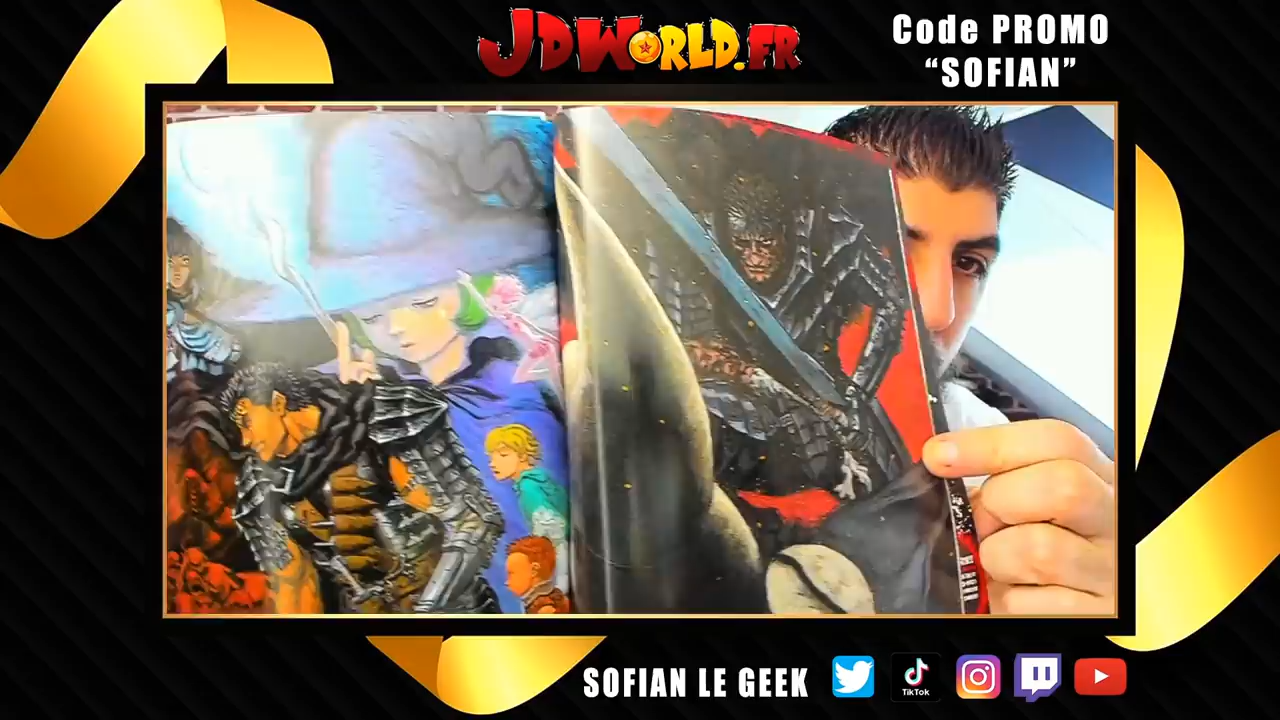 JDWORLD.FR
Code PROMO
“SOFIAN”
SOFIAN LE GEEK
TikTok